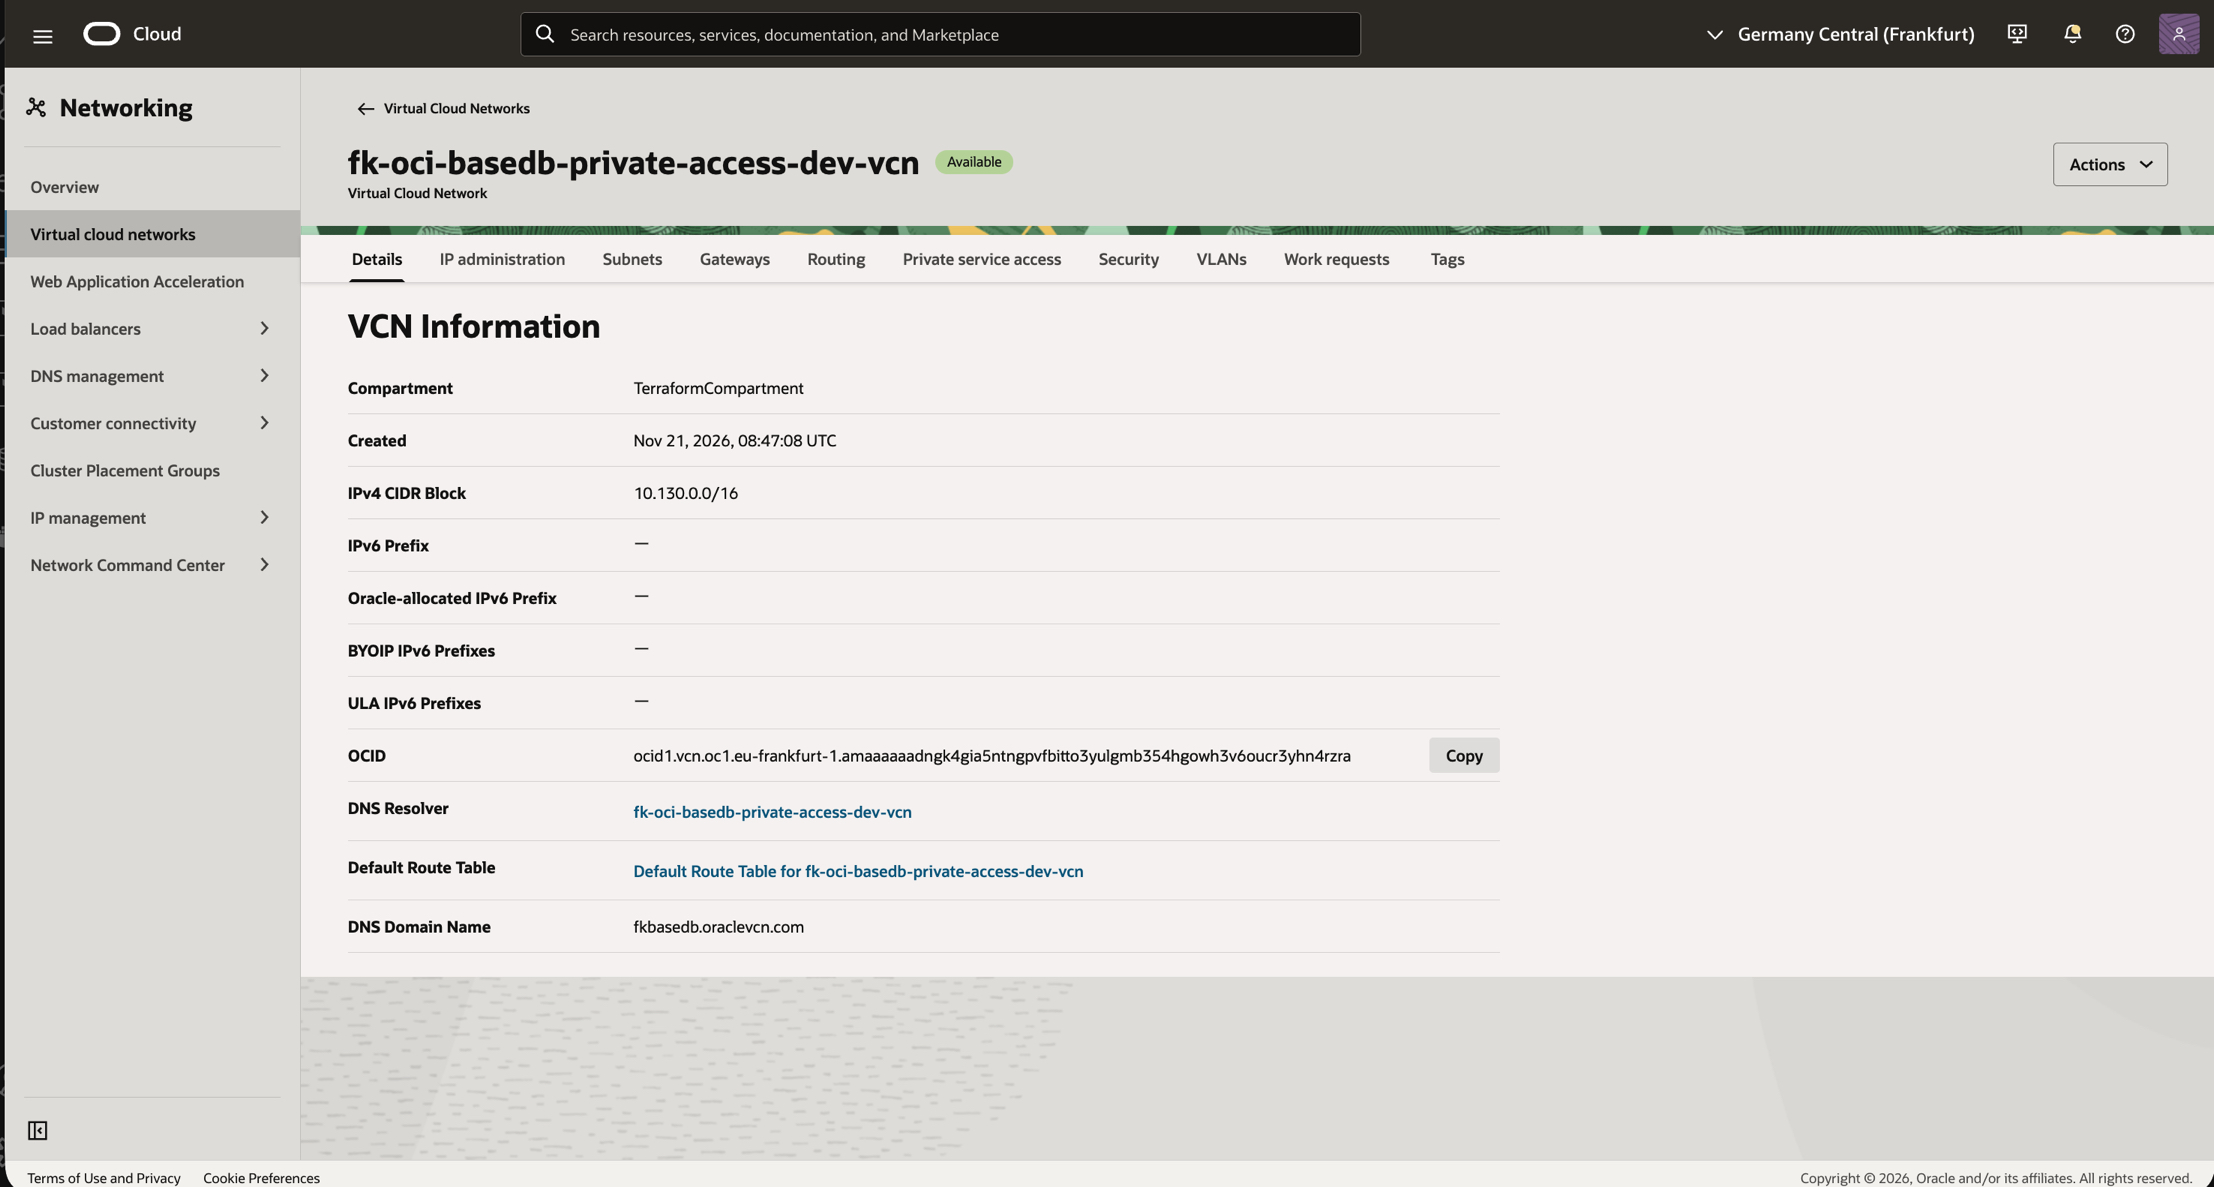 Cloud
Search resources, services, documentation, and Marketplace
Germany Central (Frankfurt)
Networking
Overview
Virtual cloud networks
Web Application Acceleration
Load balancers
DNS management
Customer connectivity
Cluster Placement Groups
IP management
Network Command Center
Virtual Cloud Networks
fk-oci-basedb-private-access-dev-vcn Available
Virtual Cloud Network
Actions
Details IP administration Subnets Gateways Routing Private service access Security VLANs Work requests Tags
VCN Information
Compartment TerraformCompartment
Created Nov 21, 2026, 08:47:08 UTC
IPv4 CIDR Block 10.130.0.0/16
IPv6 Prefix —
Oracle-allocated IPv6 Prefix —
BYOIP IPv6 Prefixes —
ULA IPv6 Prefixes —
OCID ocid1.vcn.oc1.eu-frankfurt-1.amaaaaaadngk4gia5ntngpvfbitto3yulgmb354hgowh3v6oucr3yhn4rzra Copy
DNS Resolver fk-oci-basedb-private-access-dev-vcn
Default Route Table Default Route Table for fk-oci-basedb-private-access-dev-vcn
DNS Domain Name fkbasedb.oraclevcn.com
Terms of Use and Privacy Cookie Preferences
Copyright © 2026, Oracle and/or its affiliates. All rights reserved.